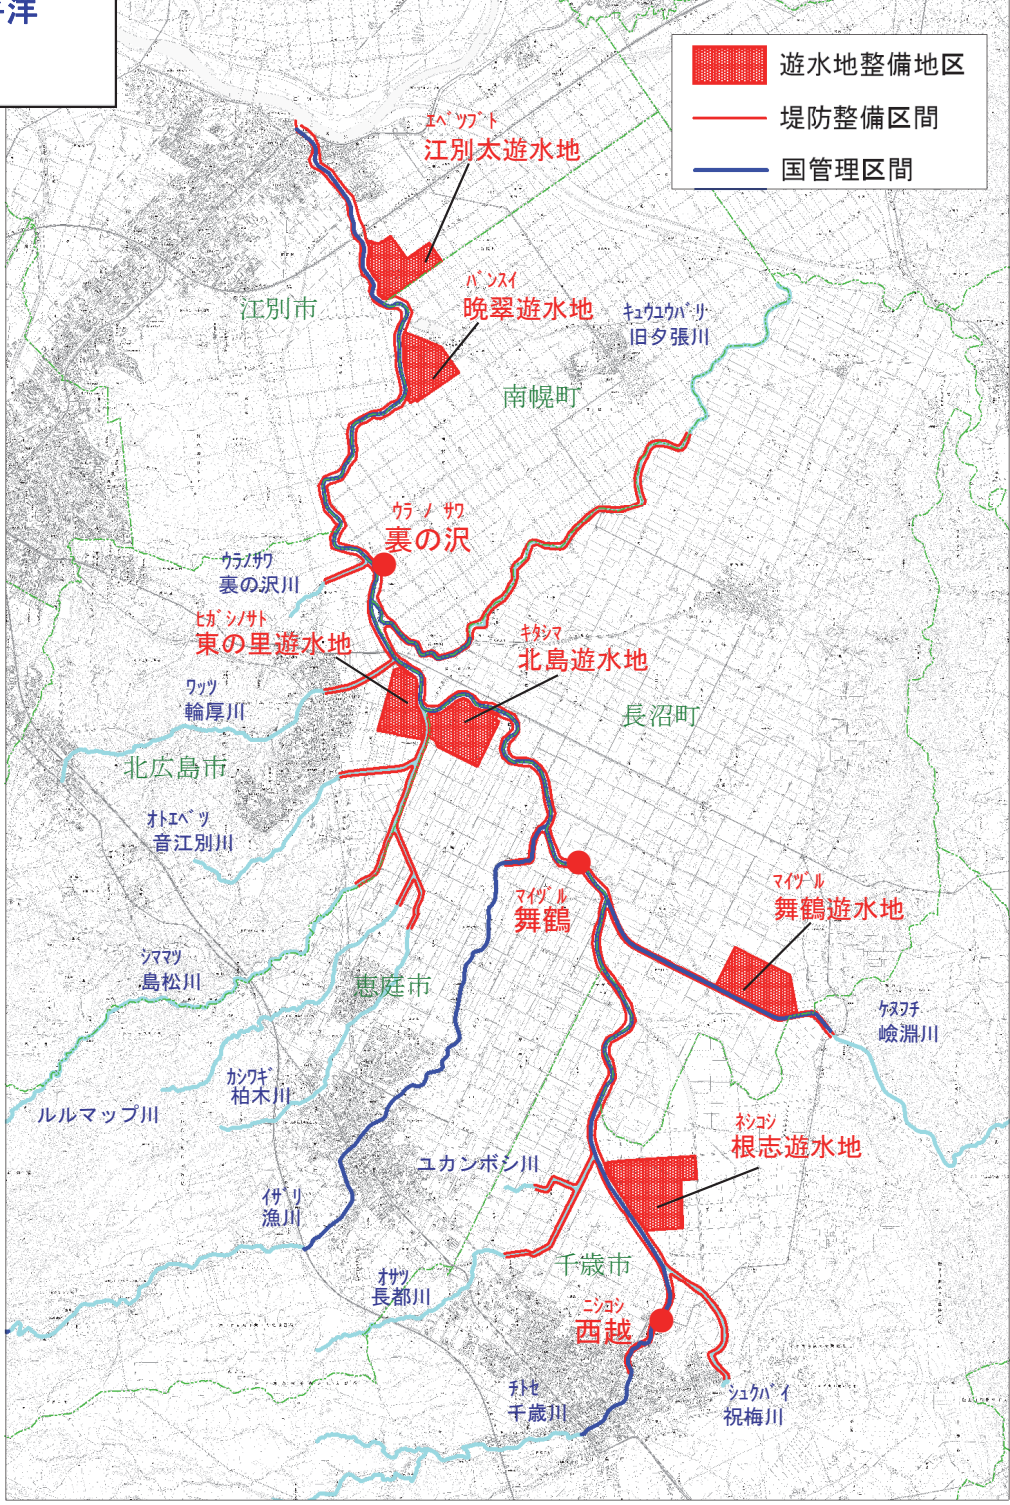 洋
遊水地整備地区
堤防整備区間
国管理区間
エベツブト
江別太遊水地
バンスイ
晩翠遊水地
江別市
キュウユウバリ
旧夕張川
南幌町
ウラノサワ
裏の沢
ウラノサワ
裏の沢川
ヒガシノサト
東の里遊水地
キタシマ
北島遊水地
ワッツ
輪厚川
長沼町
北広島市
オトエベツ
音江別川
マイヅル
舞鶴
マイヅル
舞鶴遊水地
シママツ
島松川
恵庭市
ケヌフチ
嶮淵川
カシワギ
柏木川
ルルマップ川
ネシコシ
根志遊水地
ユカンボシ川
イザリ
漁川
千歳市
オサツ
長都川
ニシコシ
西越
チトセ
千歳川
シュクバイ
祝梅川